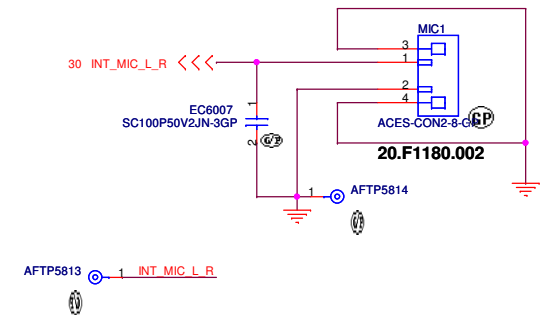 MIC1
3
30 INT_MIC_L_R
1
1
2
EC6007
4
SC100P50V2JN-3GP
ACES-CON2-8-GP
GP
2
G/P
20.F1180.002
1 AFTP5814
AFTP5813 1 INT_MIC_L_R